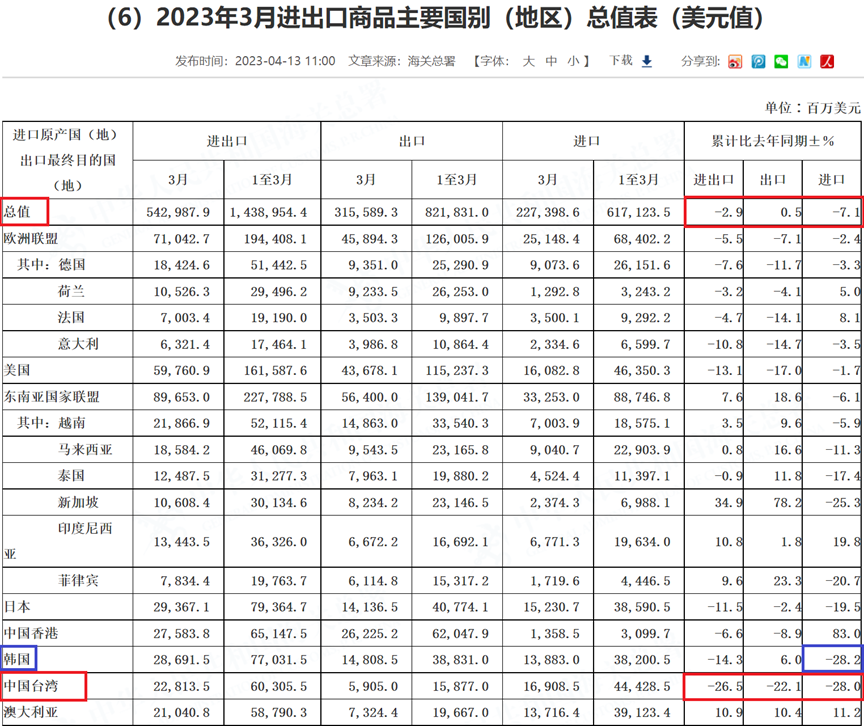 （6）2023年3月进出口商品主要国别（地区）总值表（美元值）
发布时间：2023-04-13 11:00 文章来源：海关总署 【字体： 大 中 小 】 下载 分享到:
单位：百万美元
进口原产国（地）出口最终目的国（地） 进出口 出口 进口 累计比去年同期±%
3月 1至3月 3月 1至3月 3月 1至3月 进出口 出口 进口
总值 542,987.9 1,438,954.4 315,589.3 821,831.0 227,398.6 617,123.5 -2.9 0.5 -7.1
欧洲联盟 71,042.7 194,408.1 45,894.3 126,005.9 25,148.4 68,402.2 -5.5 -7.1 -2.4
其中：德国 18,424.6 51,442.5 9,351.0 25,290.9 9,073.6 26,151.6 -7.6 -11.7 -3.3
荷兰 10,526.3 29,496.2 9,233.5 26,253.0 1,292.8 3,243.2 -3.2 -4.1 5.0
法国 7,003.4 19,190.0 3,503.3 9,897.7 3,500.1 9,292.2 -4.7 -14.1 8.1
意大利 6,321.4 17,464.1 3,986.8 10,864.4 2,334.6 6,599.7 -10.8 -14.7 -3.5
美国 59,760.9 161,587.6 43,678.1 115,237.3 16,082.8 46,350.3 -13.1 -17.0 -1.7
东南亚国家联盟 89,653.0 227,788.5 56,400.0 139,041.7 33,253.0 88,746.8 7.6 18.6 -6.1
其中：越南 21,866.9 52,115.4 14,863.0 33,540.3 7,003.9 18,575.1 3.5 9.6 -5.9
马来西亚 18,584.2 46,069.8 9,543.5 23,165.8 9,040.7 22,903.9 0.8 16.6 -11.3
泰国 12,487.5 31,277.3 7,963.1 19,880.2 4,524.4 11,397.1 -0.9 11.8 -17.4
新加坡 10,608.4 30,134.6 8,234.2 23,146.5 2,374.3 6,988.1 34.9 78.2 -25.3
印度尼西亚 13,443.5 36,326.0 6,672.2 16,692.1 6,771.3 19,634.0 10.8 1.8 19.8
菲律宾 7,834.4 19,763.7 6,114.8 15,317.2 1,719.6 4,446.5 9.6 23.3 -20.7
日本 29,367.1 79,364.7 14,136.5 40,774.1 15,230.7 38,590.5 -11.5 -2.4 -19.5
中国香港 27,583.8 65,147.5 26,225.2 62,047.9 1,358.5 3,099.7 -6.6 -8.9 83.0
韩国 28,691.5 77,031.5 14,808.5 38,831.0 13,883.0 38,200.5 -14.3 6.0 -28.2
中国台湾 22,813.5 60,305.5 5,905.0 15,877.0 16,908.5 44,428.5 -26.5 -22.1 -28.0
澳大利亚 21,040.8 58,790.3 7,324.4 19,667.0 13,716.4 39,123.4 10.9 10.4 11.2